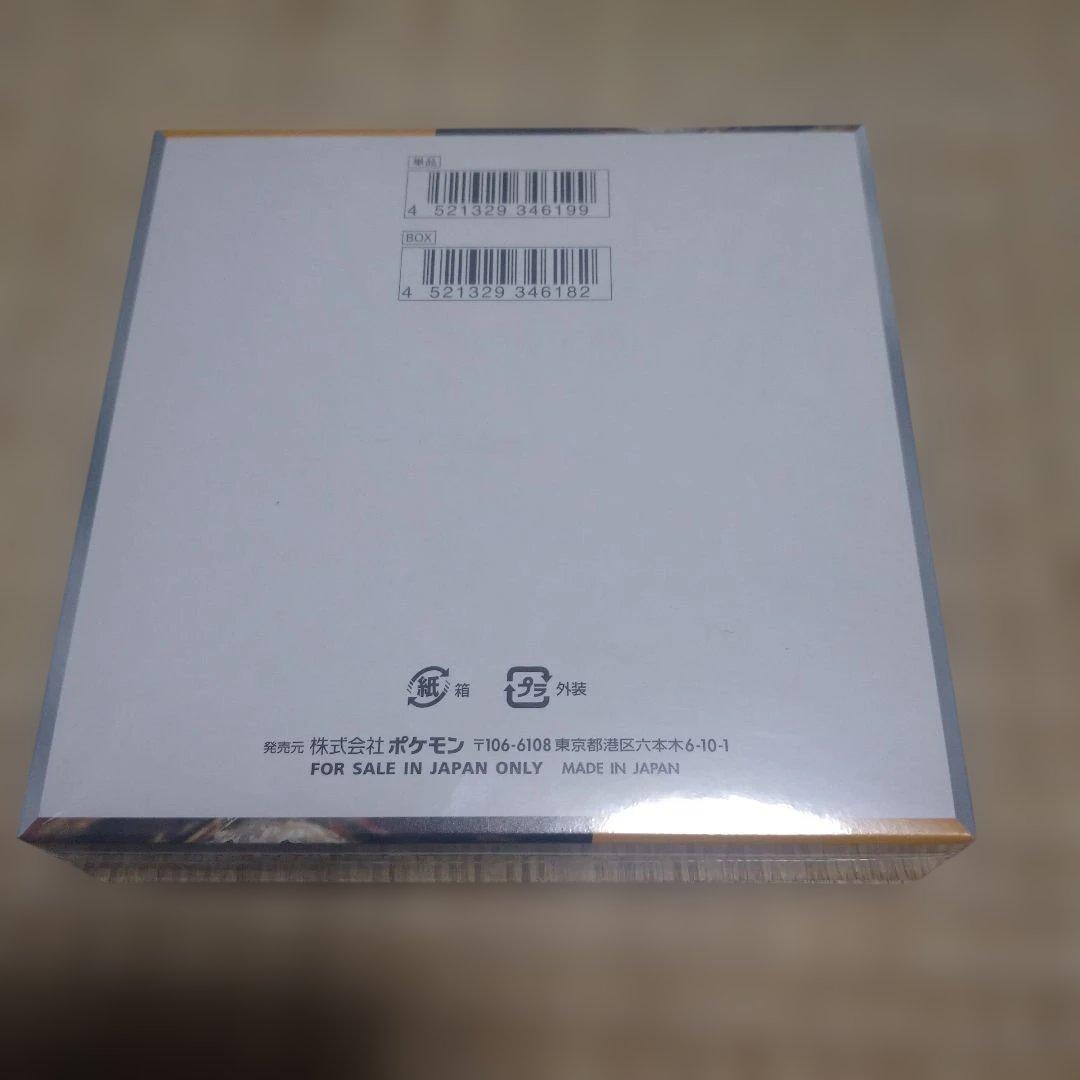 単品
4 521329 346199
BOX
4 521329 346182
紙 箱 プラ 外装
発売元 株式会社 ポケモン 〒106-6108 東京都港区六本木6-10-1
FOR SALE IN JAPAN ONLY MADE IN JAPAN